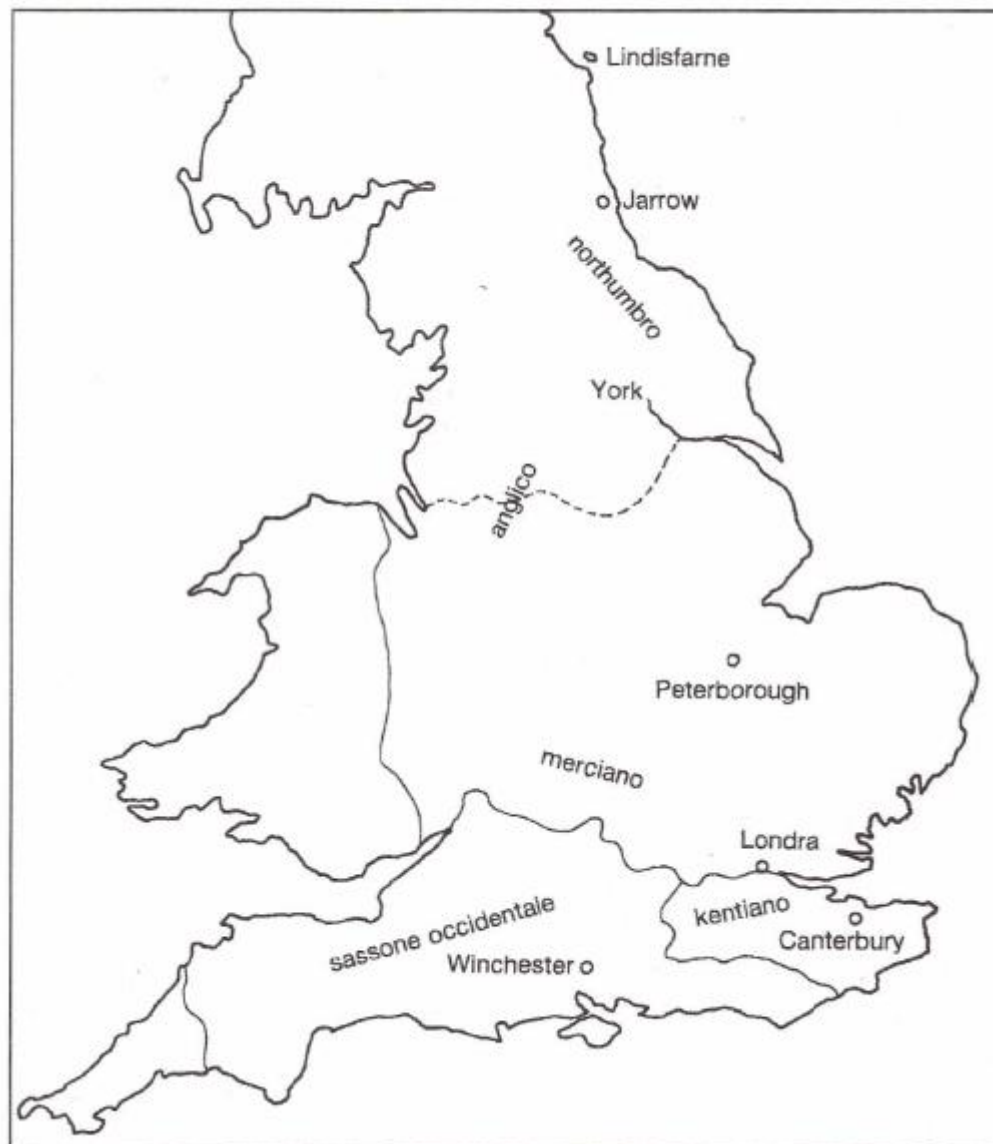 Lindisfarne
Jarrow
northumbro
York
anglico
Peterborough
merciano
Londra
kentiano
Canterbury
sassone occidentale
Winchester